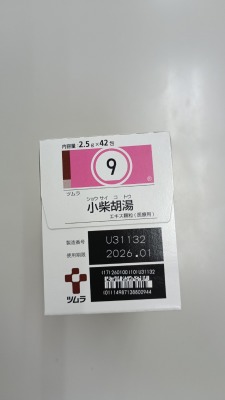 内容量 2.5g×42包
9
ツムラ
ショウ サイ コ トウ
小柴胡湯
エキス顆粒(医療用)
製造番号 U31132
使用期限 2026.01
ツムラ